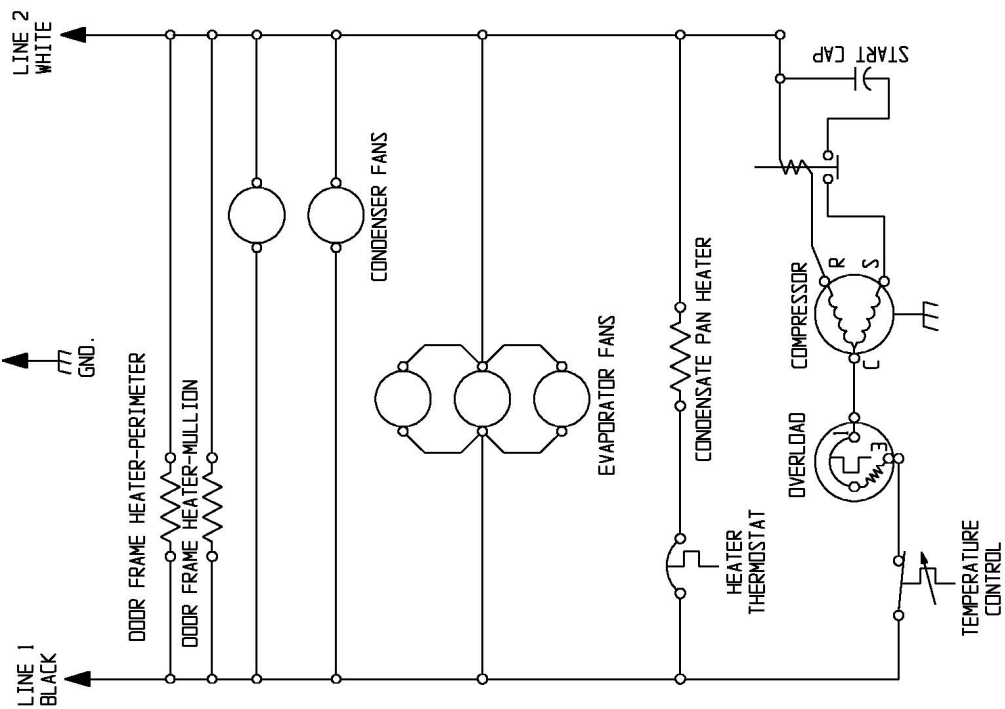 LINE 1
BLACK
GND.
LINE 2
WHITE
DOOR FRAME HEATER-PERIMETER
DOOR FRAME HEATER-MULLION
CONDENSER FANS
EVAPORATOR FANS
HEATER
THERMOSTAT
CONDENSATE PAN HEATER
OVERLOAD
1
3
COMPRESSOR
C
R
S
START CAP
TEMPERATURE
CONTROL